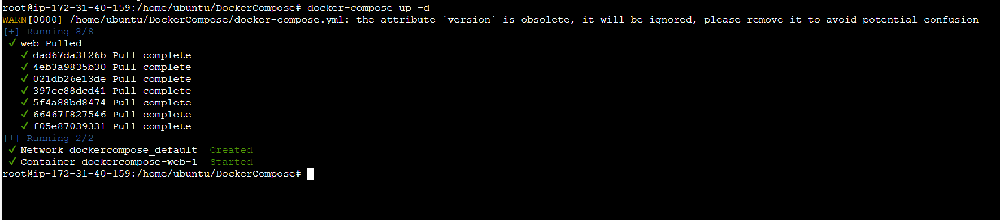 root@ip-172-31-40-159:/home/ubuntu/DockerCompose# docker-compose up -d
WARN[0000] /home/ubuntu/DockerCompose/docker-compose.yml: the attribute `version` is obsolete, it will be ignored, please remove it to avoid potential confusion
[+] Running 8/8
✓ web Pulled
✓ dad67da3f26b Pull complete
✓ 4eb3a9835b30 Pull complete
✓ 021db26e13de Pull complete
✓ 397cc88dcd41 Pull complete
✓ 5f4a88bd8474 Pull complete
✓ 66467f827546 Pull complete
✓ f05e87039331 Pull complete
[+] Running 2/2
✓ Network dockercompose_default Created
✓ Container dockercompose-web-1 Started
root@ip-172-31-40-159:/home/ubuntu/DockerCompose#